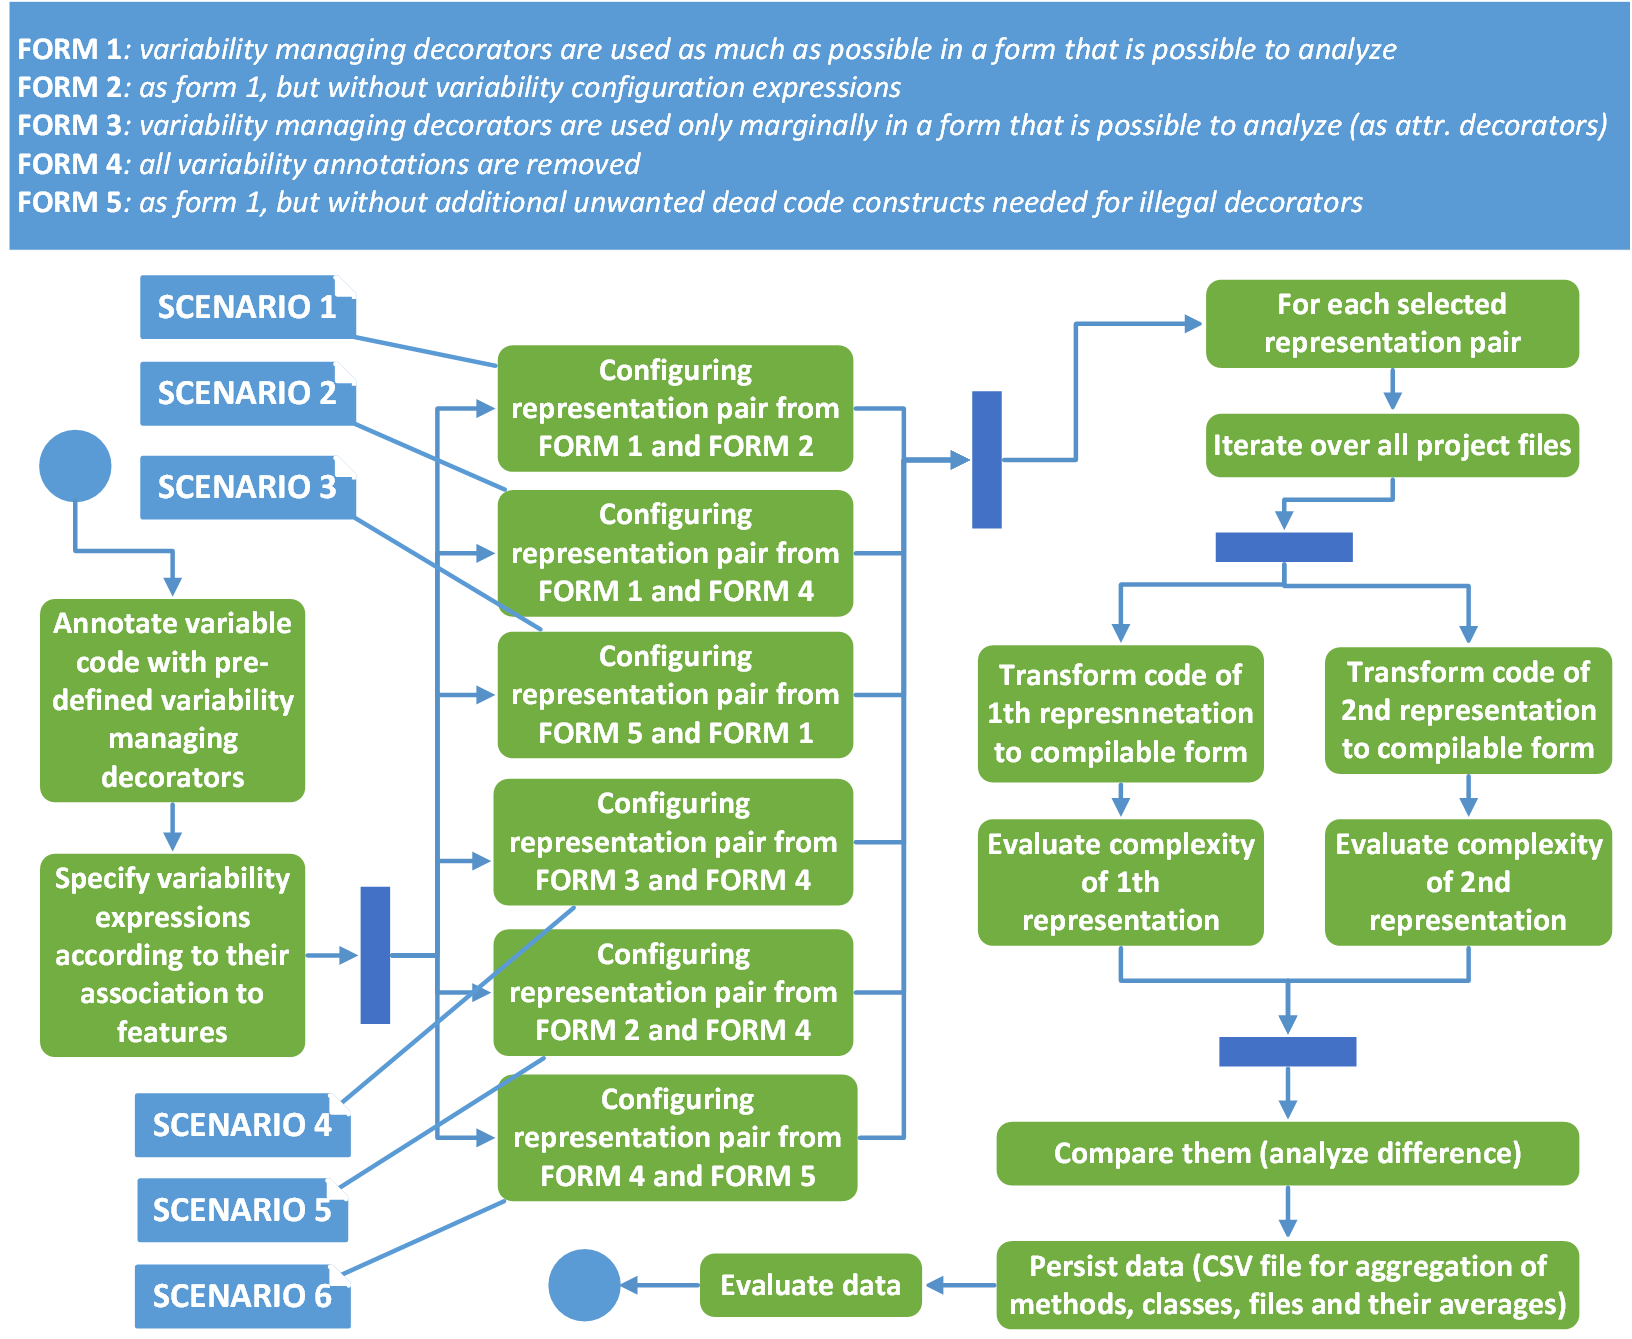 FORM 1: variability managing decorators are used as much as possible in a form that is possible to analyze
FORM 2: as form 1, but without variability configuration expressions
FORM 3: variability managing decorators are used only marginally in a form that is possible to analyze (as attr. decorators)
FORM 4: all variability annotations are removed
FORM 5: as form 1, but without additional unwanted dead code constructs needed for illegal decorators
SCENARIO 1
SCENARIO 2
SCENARIO 3
Annotate variable
code with pre-
defined variability
managing
decorators
Specify variability
expressions
according to their
association to
features
SCENARIO 4
SCENARIO 5
SCENARIO 6
Configuring
representation pair from
FORM 1 and FORM 2
Configuring
representation pair from
FORM 1 and FORM 4
Configuring
representation pair from
FORM 5 and FORM 1
Configuring
representation pair from
FORM 3 and FORM 4
Configuring
representation pair from
FORM 2 and FORM 4
Configuring
representation pair from
FORM 4 and FORM 5
For each selected
representation pair
Iterate over all project files
Transform code of
1th represnnetation
to compilable form
Transform code of
2nd representation
to compilable form
Evaluate complexity
of 1th
representation
Evaluate complexity
of 2nd
representation
Compare them (analyze difference)
Persist data (CSV file for aggregation of
methods, classes, files and their averages)
Evaluate data